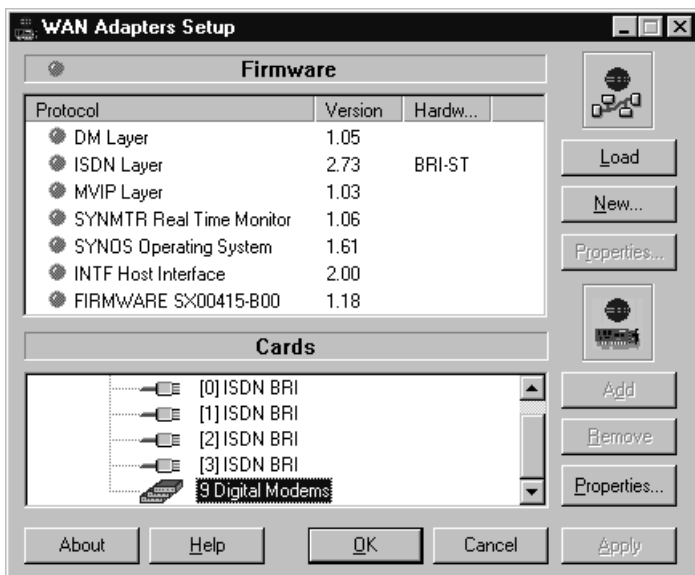 WAN Adapters Setup
Firmware
Protocol Version Hardw...
DM Layer 1.05
ISDN Layer 2.73 BRI-ST
MVIP Layer 1.03
SYNMTR Real Time Monitor 1.06
SYNOS Operating System 1.61
INTF Host Interface 2.00
FIRMWARE SX00415-B00 1.18
Load
New...
Properties...
Cards
[0] ISDN BRI
[1] ISDN BRI
[2] ISDN BRI
[3] ISDN BRI
9 Digital Modems
Add
Remove
Properties...
About Help OK Cancel Apply